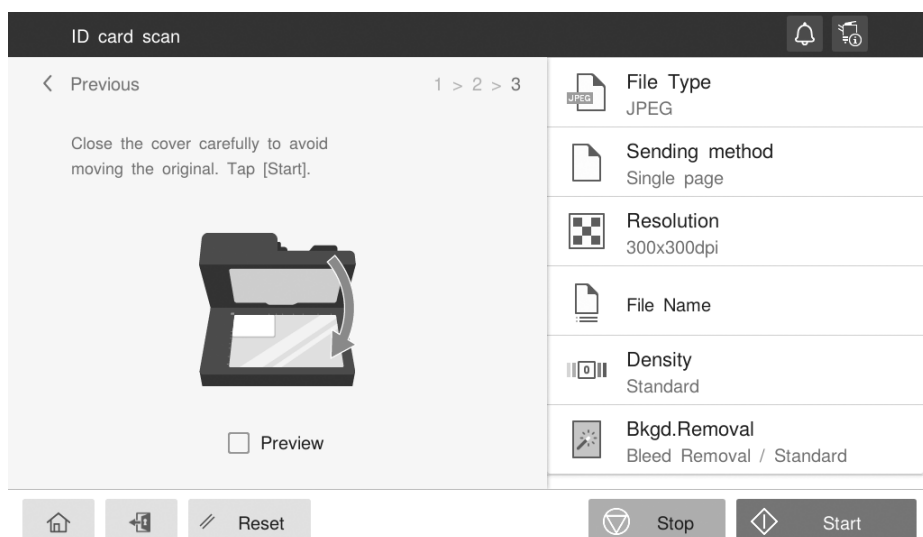 ID card scan
Previous
1 > 2 > 3
Close the cover carefully to avoid
moving the original. Tap [Start].
Preview
JPEG
File Type
JPEG
Sending method
Single page
Resolution
300x300dpi
File Name
0
Density
Standard
Bkgd.Removal
Bleed Removal / Standard
Reset
Stop
Start